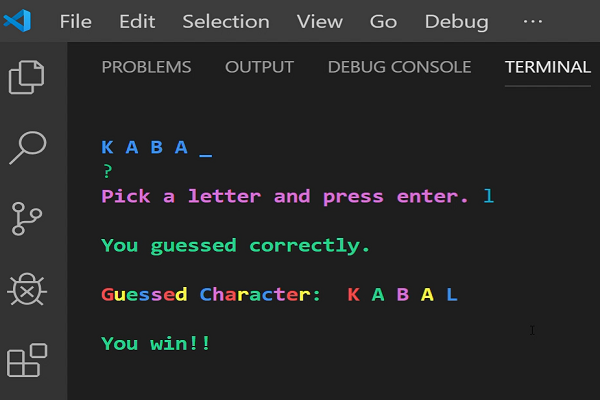 File Edit Selection View Go Debug ...
PROBLEMS OUTPUT DEBUG CONSOLE TERMINAL
K A B A _
?
Pick a letter and press enter. l
You guessed correctly.
Guessed Character: K A B A L
You win!!